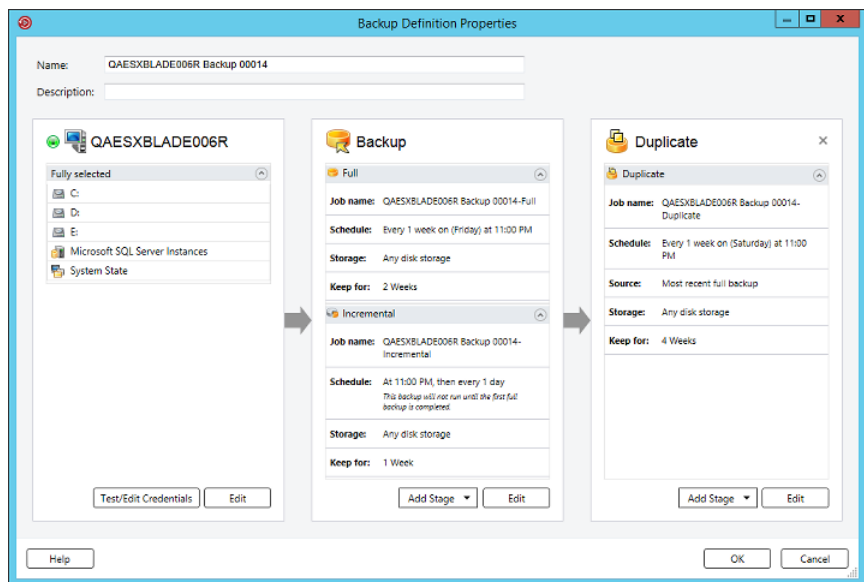 Backup Definition Properties
Name: QAESXBLADE006R Backup 00014
Description:
QAESXBLADE006R
Fully selected
C:
D:
E:
Microsoft SQL Server Instances
System State
Test/Edit Credentials Edit
Backup
Full
Job name: QAESXBLADE006R Backup 00014-Full
Schedule: Every 1 week on (Friday) at 11:00 PM
Storage: Any disk storage
Keep for: 2 Weeks
Incremental
Job name: QAESXBLADE006R Backup 00014-
Incremental
Schedule: At 11:00 PM, then every 1 day
This backup will not run until the first full
backup is completed.
Storage: Any disk storage
Keep for: 1 Week
Add Stage Edit
Duplicate
Duplicate
Job name: QAESXBLADE006R Backup 00014-
Duplicate
Schedule: Every 1 week on (Saturday) at 11:00
PM
Source: Most recent full backup
Storage: Any disk storage
Keep for: 4 Weeks
Add Stage Edit
Help OK Cancel